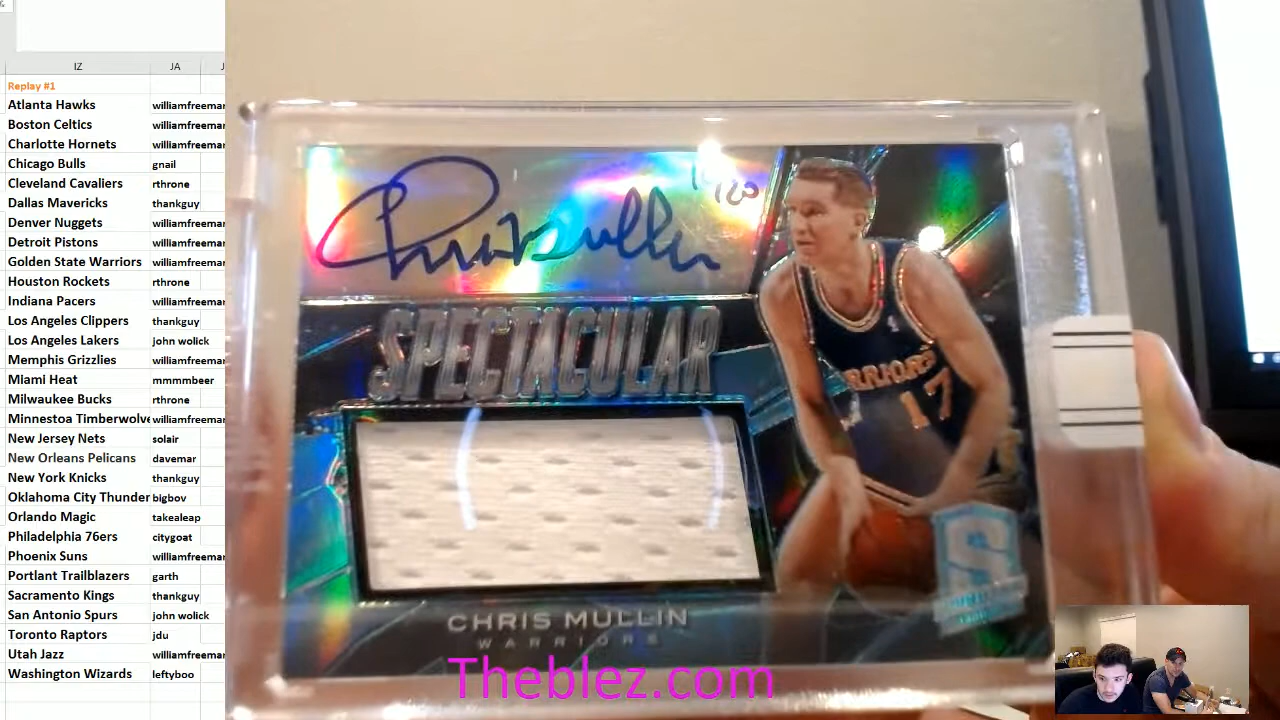 IZ JA
Replay #1
Atlanta Hawks williamfreeman
Boston Celtics williamfreeman
Charlotte Hornets williamfreeman
Chicago Bulls gnail
Cleveland Cavaliers rthrone
Dallas Mavericks thankguy
Denver Nuggets williamfreeman
Detroit Pistons williamfreeman
Golden State Warriors williamfreeman
Houston Rockets rthrone
Indiana Pacers williamfreeman
Los Angeles Clippers thankguy
Los Angeles Lakers john wolick
Memphis Grizzlies williamfreeman
Miami Heat mmmmbeer
Milwaukee Bucks rthrone
Minnestoa Timberwolve williamfreeman
New Jersey Nets solair
New Orleans Pelicans davemar
New York Knicks thankguy
Oklahoma City Thunder bigbov
Orlando Magic takealeap
Philadelphia 76ers citygoat
Phoenix Suns williamfreeman
Portlant Trailblazers garth
Sacramento Kings thankguy
San Antonio Spurs john wolick
Toronto Raptors jdu
Utah Jazz williamfreeman
Washington Wizards leftyboo
Chris Mullin
SPECTACULAR
WARRIORS
17
S
CHRIS MULLIN
WARRIORS
Theblez.com